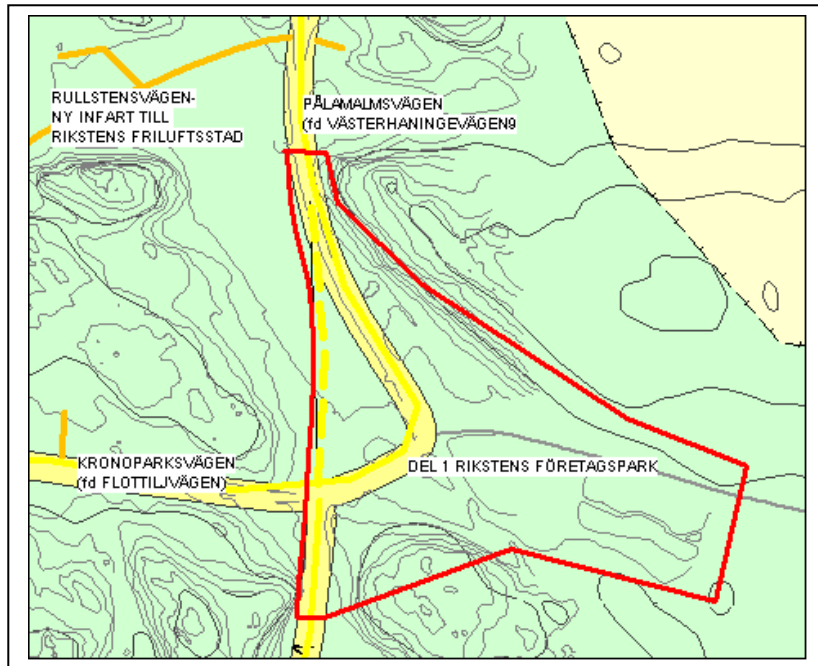 RULLSTENSVÄGEN-
NY INFART TILL
RIKSTENS FRILUFTSSTAD
PÅLAMALMSVÄGEN
(fd VÄSTERHANINGEVÄGEN9
KRONOPARKSVÄGEN
(fd FLOTTILJVÄGEN)
DEL 1 RIKSTENS FÖRETAGSPARK